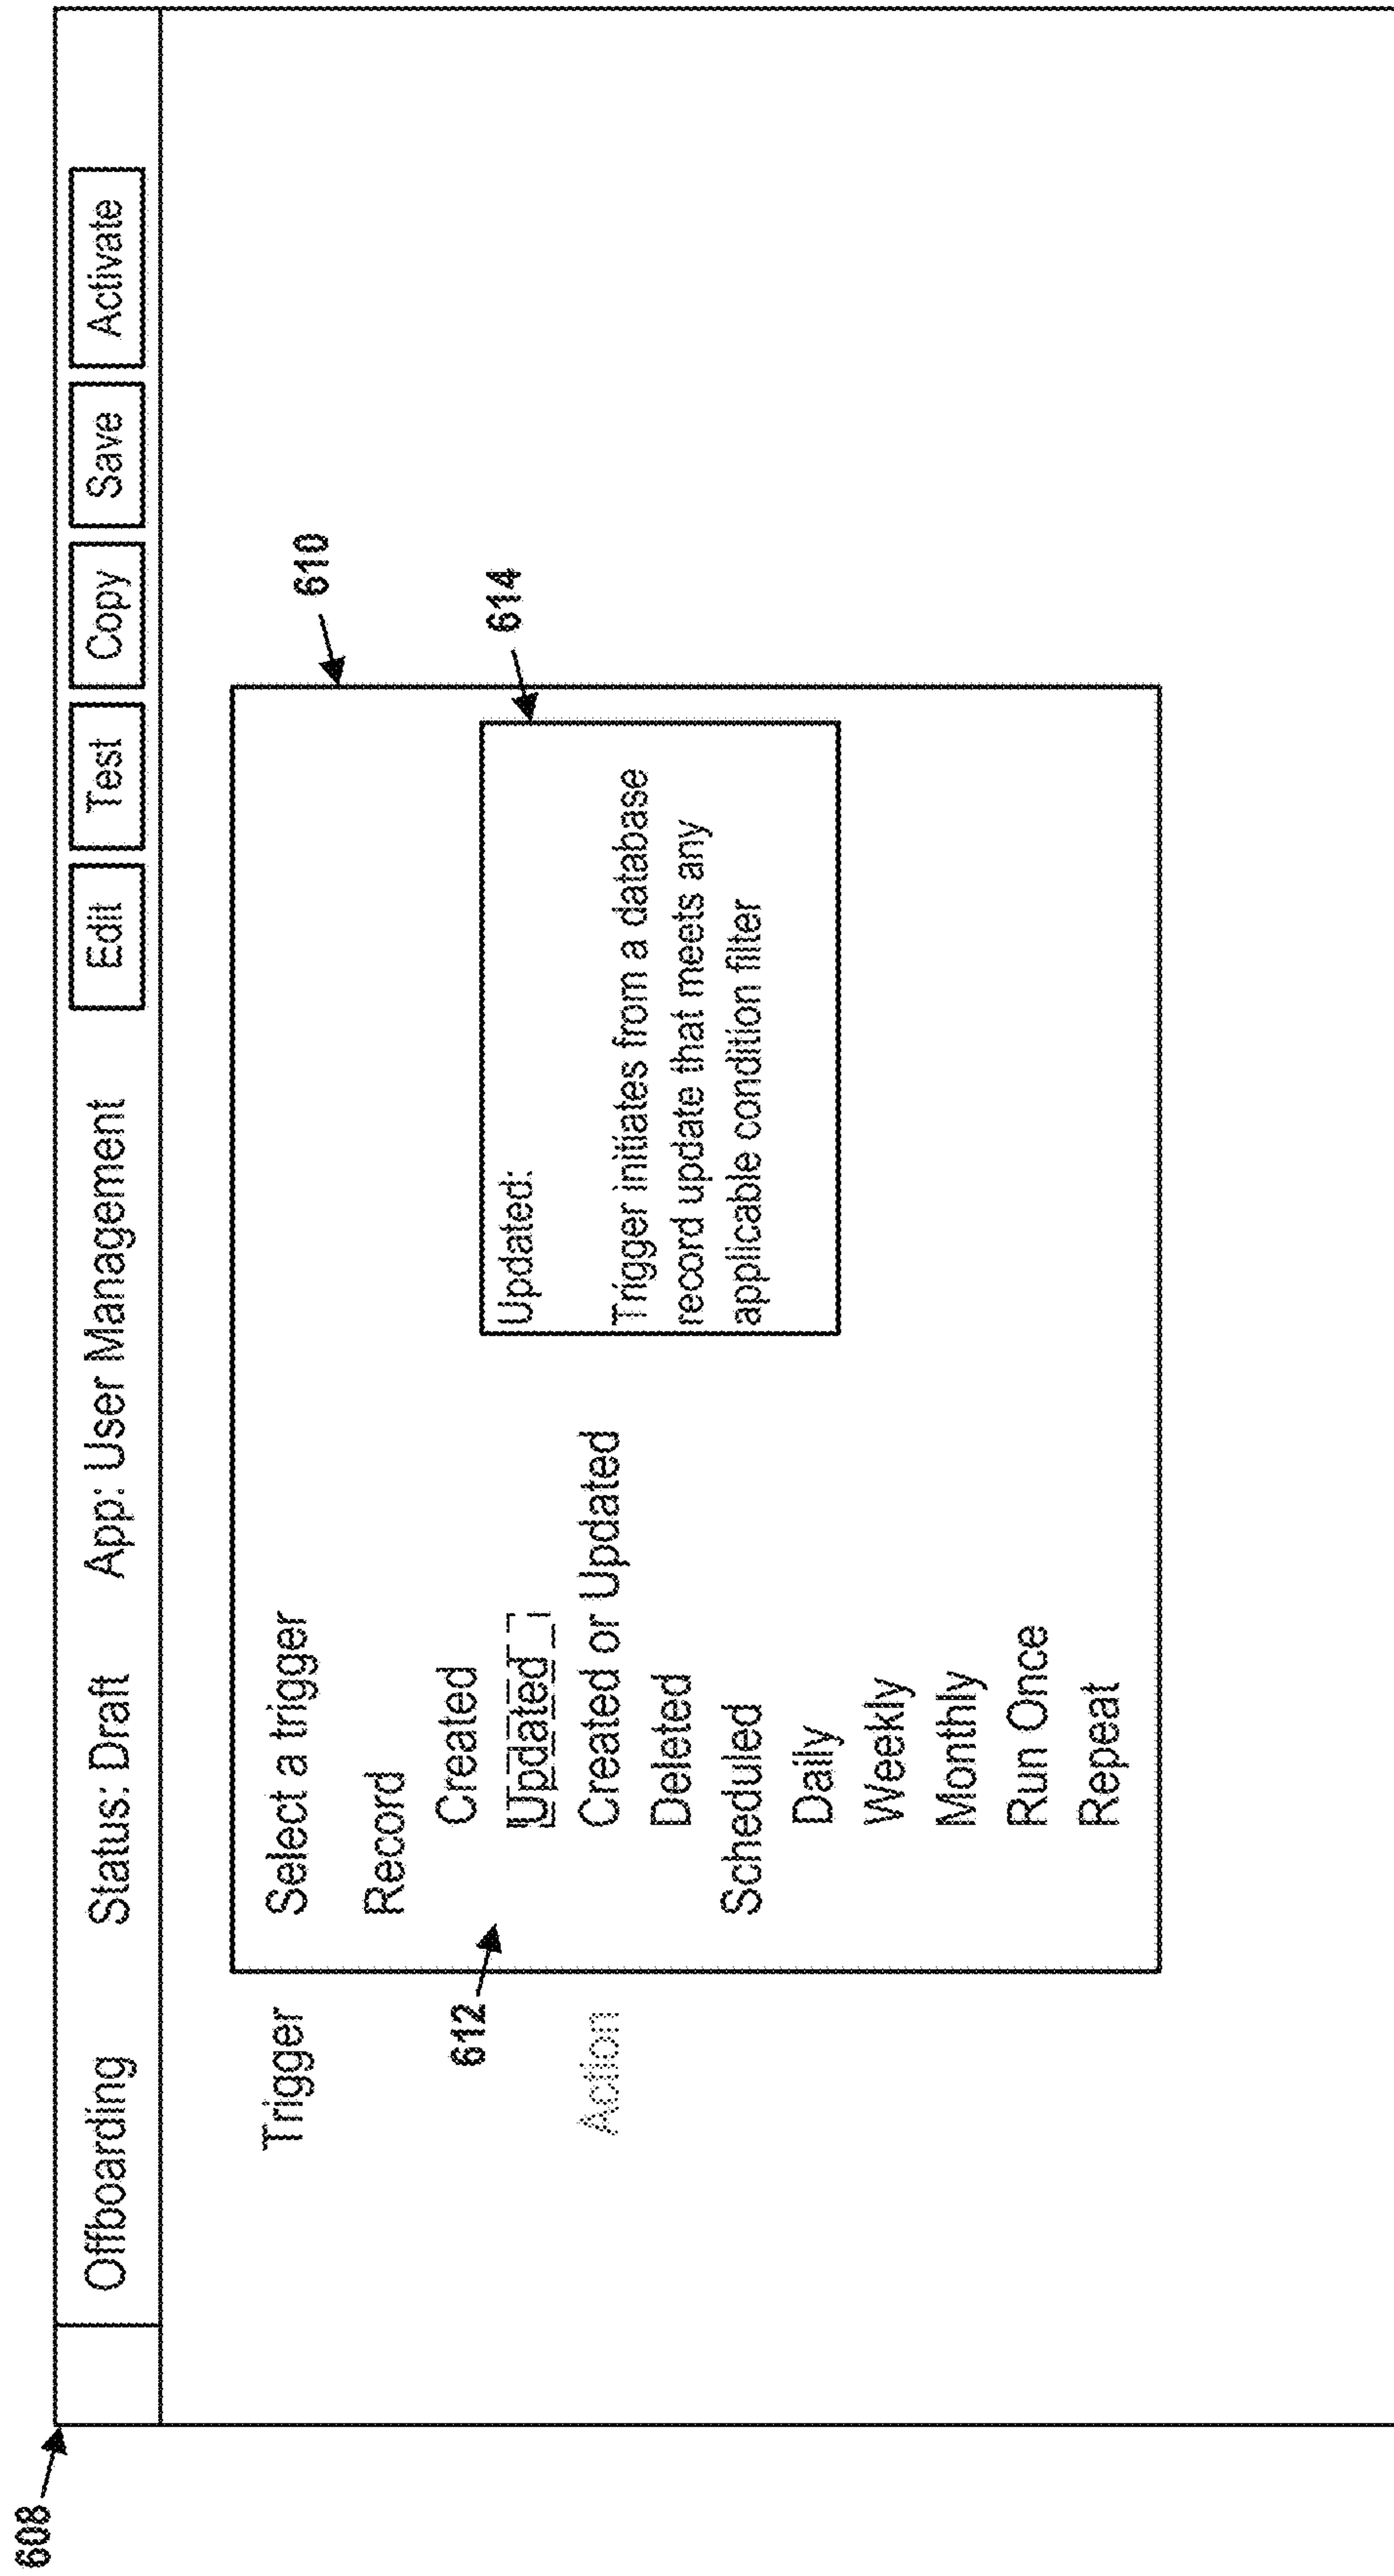 608
Offboarding Status: Draft App: User Management Edit Test Copy Save Activate
Trigger
Select a trigger
610
Record
Created
612
Updated
Created or Updated
Deleted
Scheduled
Daily
Weekly
Monthly
Run Once
Repeat
614
Updated:
Trigger initiates from a database
record update that meets any
applicable condition filter
Action